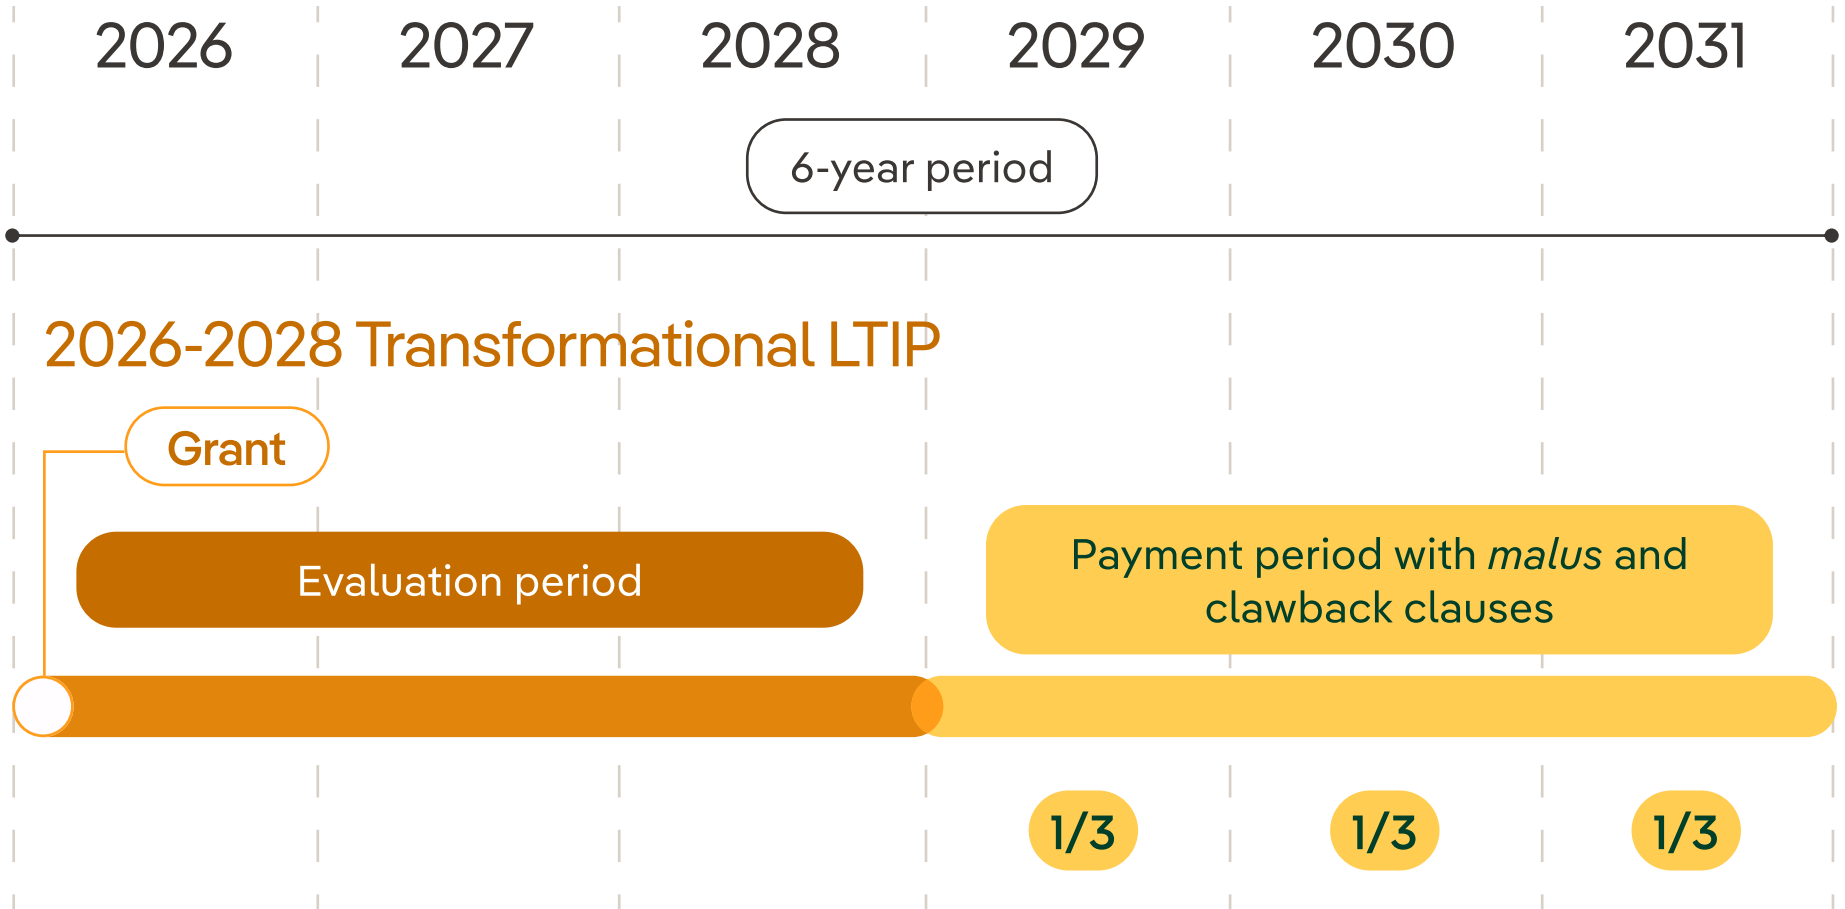 2026 2027 2028 2029 2030 2031
6-year period
2026-2028 Transformational LTIP
Grant
Evaluation period
Payment period with malus and
clawback clauses
1/3 1/3 1/3